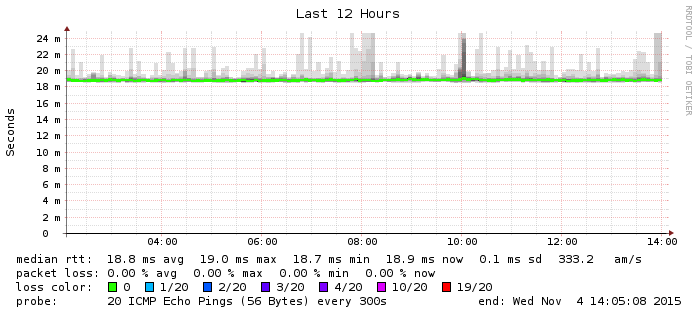 Last 12 Hours
RRDTOOL / TOBI OETIKER
Seconds
24 m
22 m
20 m
18 m
16 m
14 m
12 m
10 m
8 m
6 m
4 m
2 m
0
04:00 06:00 08:00 10:00 12:00 14:00
median rtt: 18.8 ms avg 19.0 ms max 18.7 ms min 18.9 ms now 0.1 ms sd 333.2 am/s
packet loss: 0.00 % avg 0.00 % max 0.00 % min 0.00 % now
loss color: 0 1/20 2/20 3/20 4/20 10/20 19/20
probe: 20 ICMP Echo Pings (56 Bytes) every 300s end: Wed Nov 4 14:05:08 2015